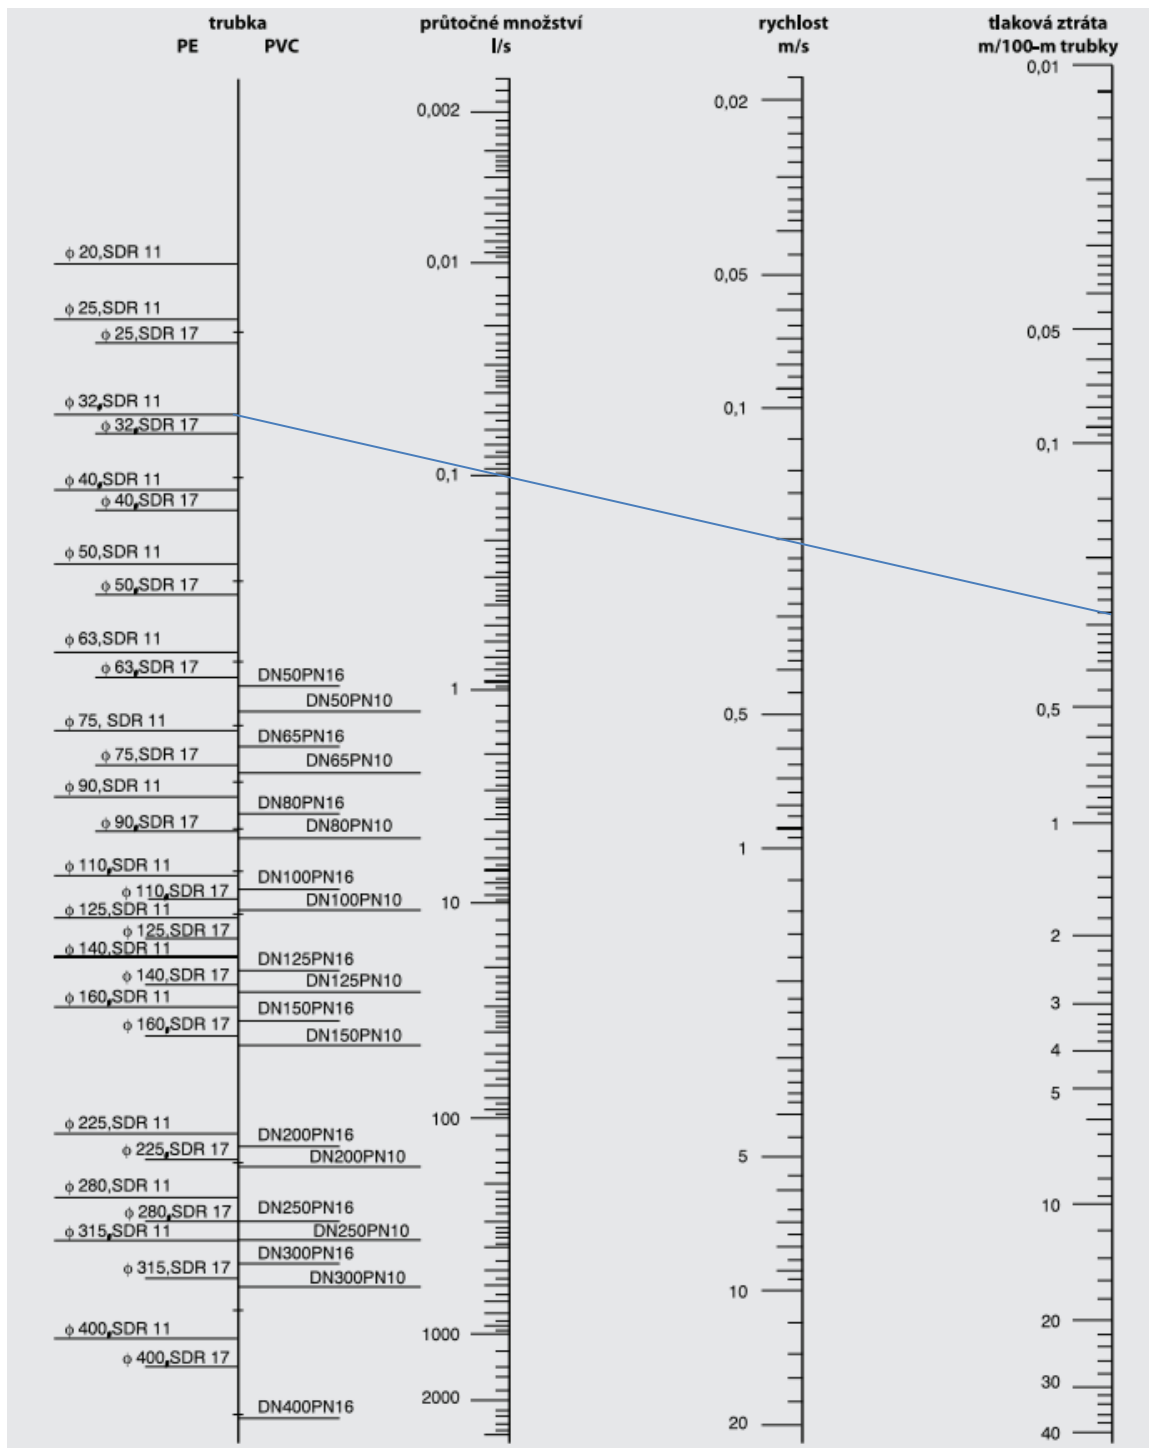 trubka
PE PVC
průtočné množství
l/s
rychlost
m/s
tlaková ztráta
m/100-m trubky
ϕ 20,SDR 11
ϕ 25,SDR 11
ϕ 25,SDR 17
ϕ 32,SDR 11
ϕ 32,SDR 17
ϕ 40,SDR 11
ϕ 40,SDR 17
ϕ 50,SDR 11
ϕ 50,SDR 17
ϕ 63,SDR 11
ϕ 63,SDR 17
ϕ 75, SDR 11
ϕ 75,SDR 17
ϕ 90,SDR 11
ϕ 90,SDR 17
ϕ 110,SDR 11
ϕ 110,SDR 17
ϕ 125,SDR 11
ϕ 125,SDR 17
ϕ 140,SDR 11
ϕ 140,SDR 17
ϕ 160,SDR 11
ϕ 160,SDR 17
ϕ 225,SDR 11
ϕ 225,SDR 17
ϕ 280,SDR 11
ϕ 280,SDR 17
ϕ 315,SDR 11
ϕ 315,SDR 17
ϕ 400,SDR 11
ϕ 400,SDR 17
DN50PN16
DN50PN10
DN65PN16
DN65PN10
DN80PN16
DN80PN10
DN100PN16
DN100PN10
DN125PN16
DN125PN10
DN150PN16
DN150PN10
DN200PN16
DN200PN10
DN250PN16
DN250PN10
DN300PN16
DN300PN10
DN400PN16
0,002
0,01
0,1
1
10
100
1000
2000
0,02
0,05
0,1
0,5
1
5
10
20
0,01
0,05
0,1
0,5
1
2
3
4
5
10
20
30
40